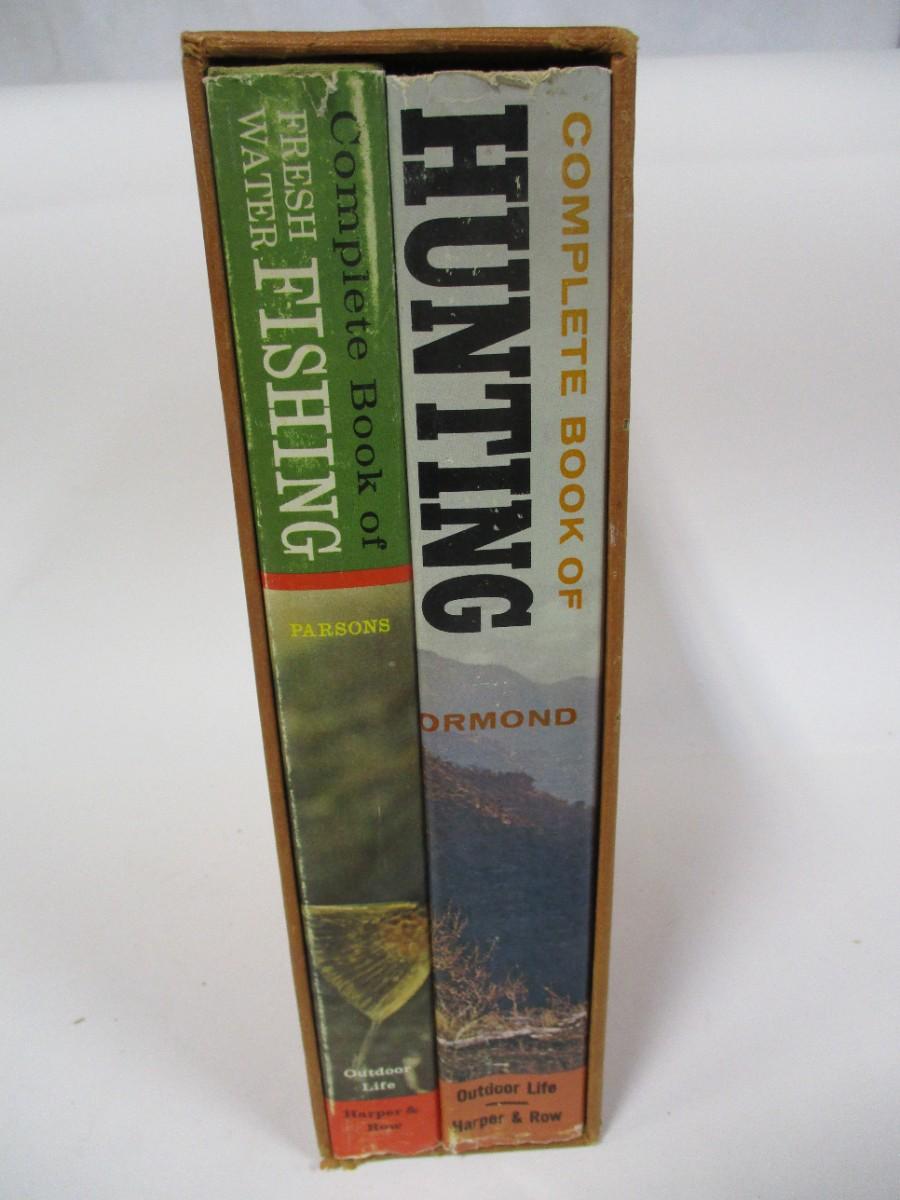 Complete Book of
FRESH
WATER
FISHING
PARSONS
Outdoor
Life
Harper &
Row
COMPLETE BOOK OF
HUNTING
ORMOND
Outdoor Life
Harper & Row